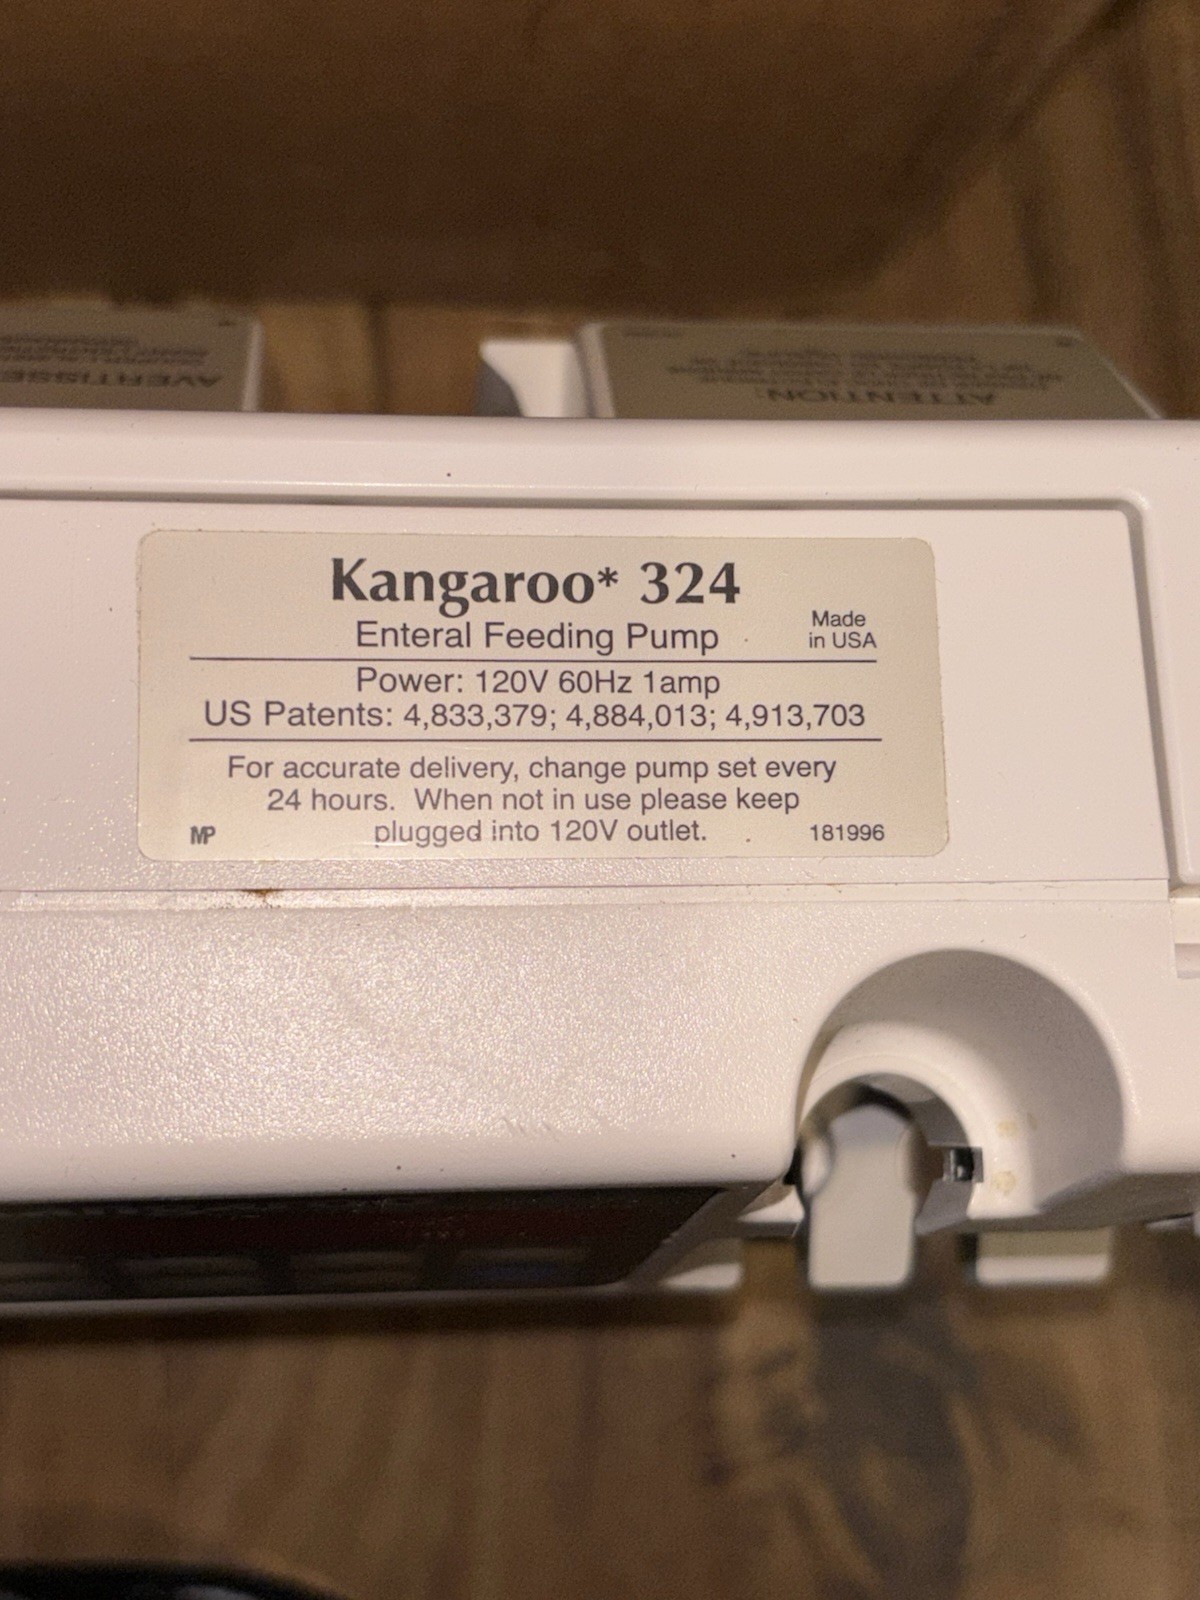 AVERTISSE
ATTENTION:
Kangaroo* 324
Enteral Feeding Pump
Made
in USA
Power: 120V 60Hz 1amp
US Patents: 4,833,379; 4,884,013; 4,913,703
For accurate delivery, change pump set every
24 hours. When not in use please keep
plugged into 120V outlet.
MP
181996